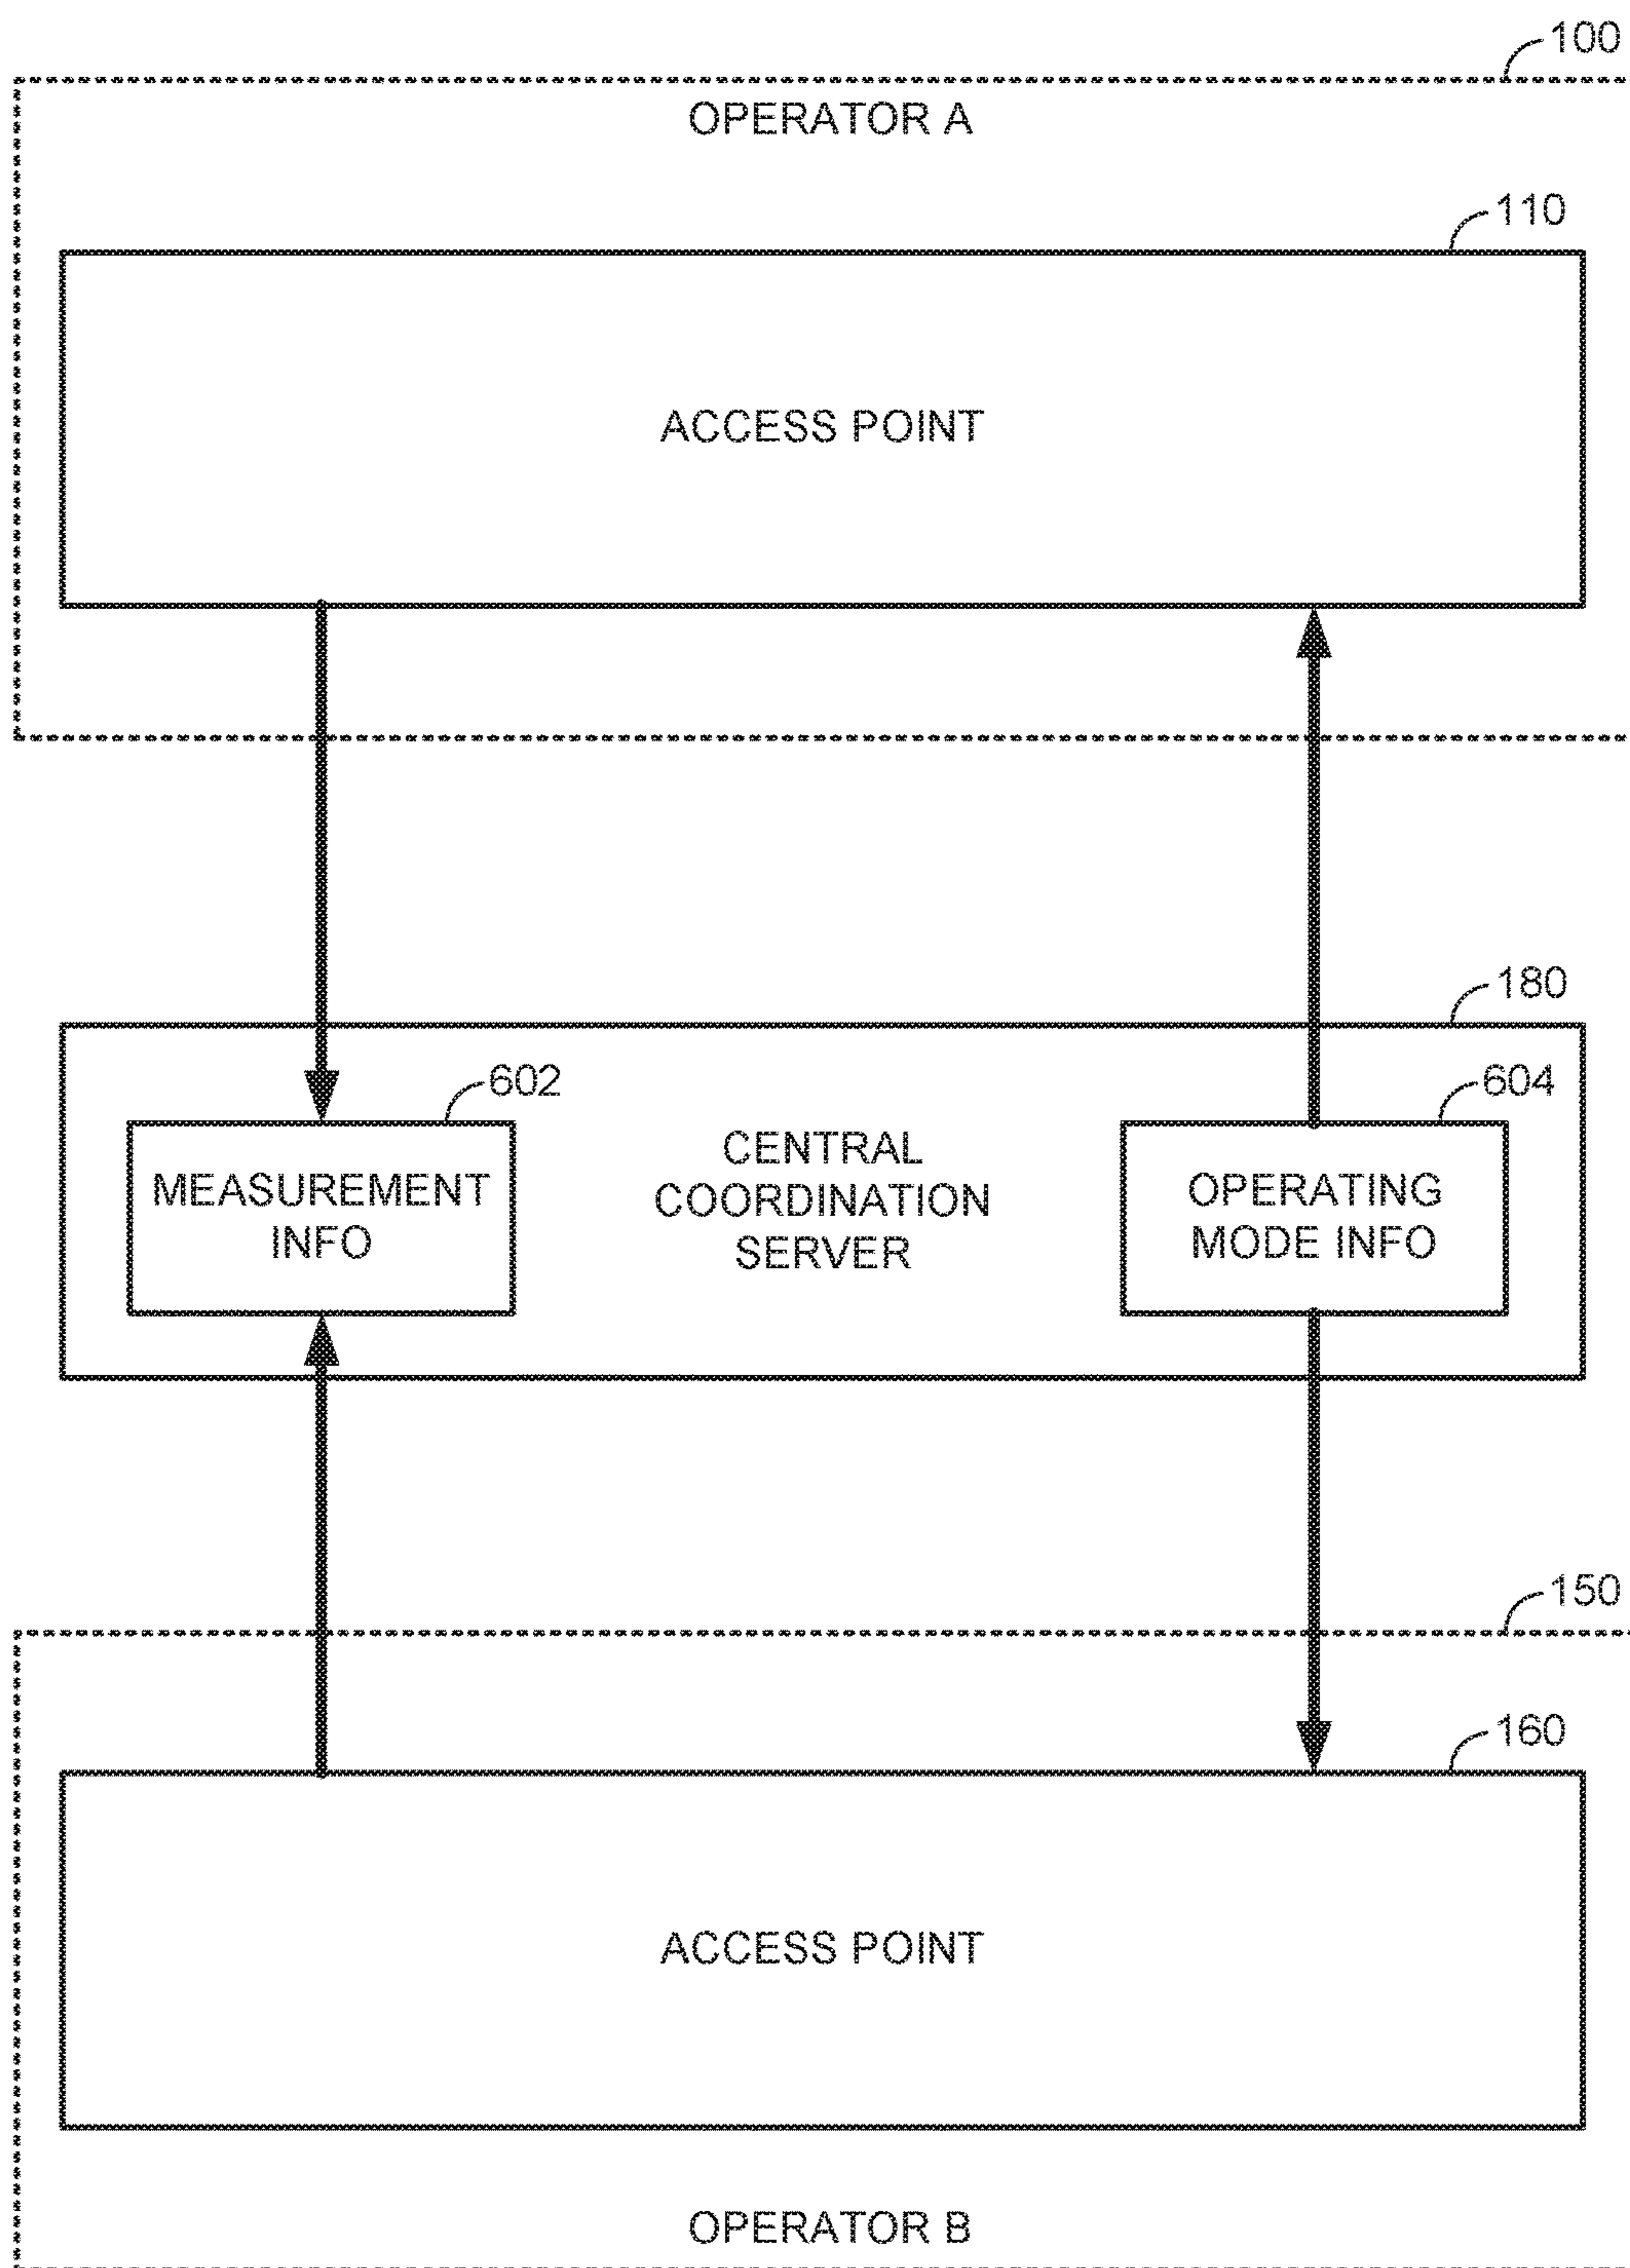 100
OPERATOR A
110
ACCESS POINT
180
602
604
MEASUREMENT
INFO
CENTRAL
COORDINATION
SERVER
OPERATING
MODE INFO
150
160
ACCESS POINT
OPERATOR B